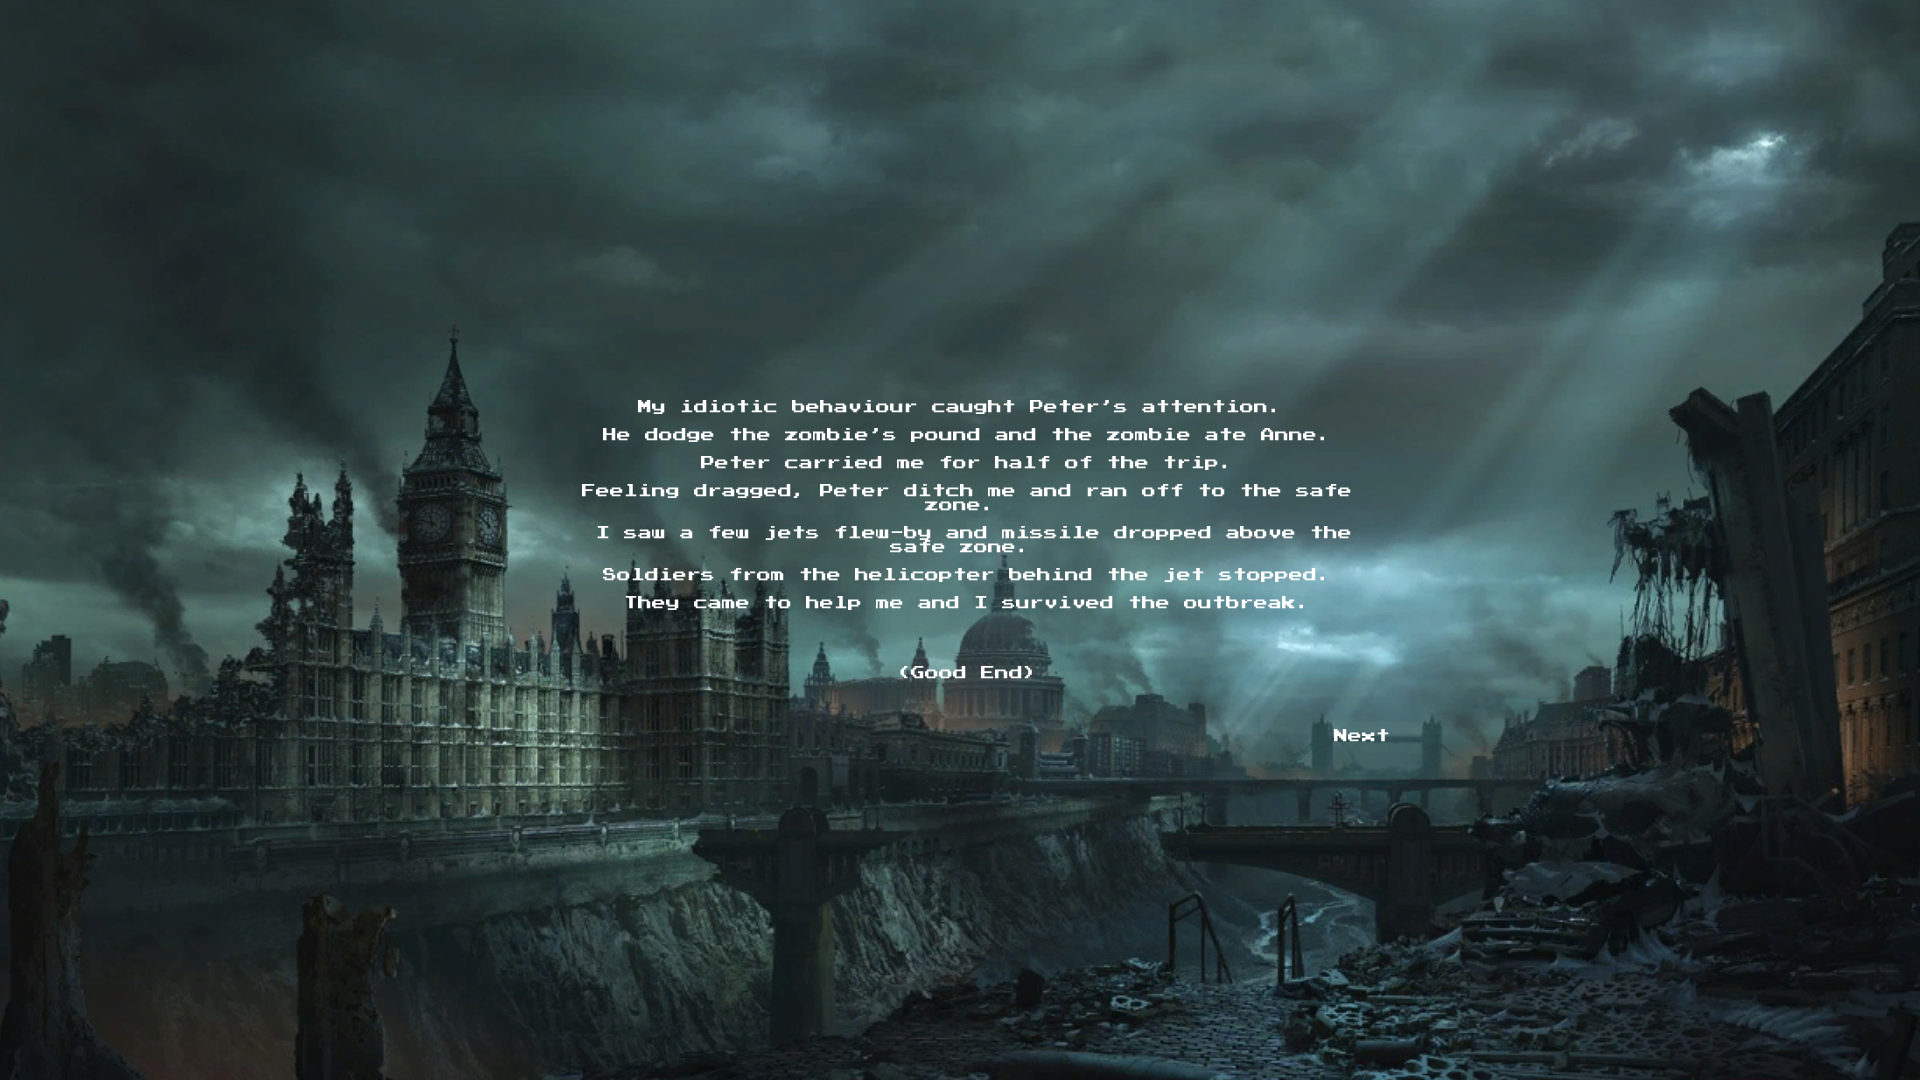 My idiotic behaviour caught Peter's attention.
He dodge the zombie's pound and the zombie ate Anne.
Peter carried me for half of the trip.
Feeling dragged, Peter ditch me and ran off to the safe
zone.
I saw a few jets flew-by and missile dropped above the
safe zone.
Soldiers from the helicopter behind the jet stopped.
They came to help me and I survived the outbreak.
(Good End)
Next